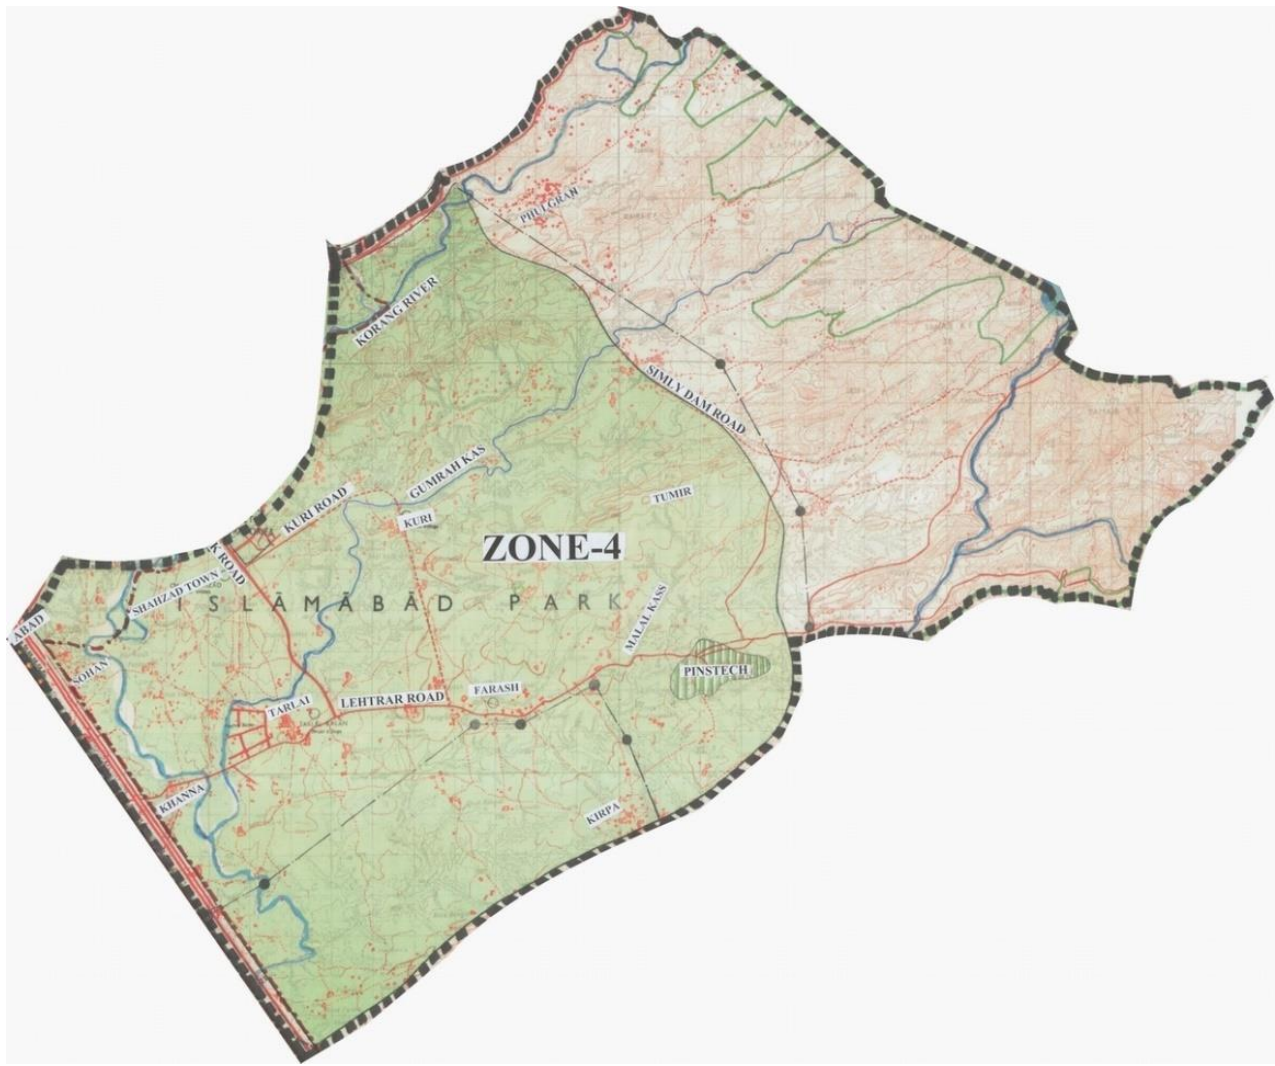 PHULGRAN
KORANG RIVER
SIMLY DAM ROAD
GUMRAH KAS
KURI ROAD
TUMIR
KURI
ZONE-4
K ROAD
SHAHZAD TOWN
ISLĀMĀBĀD PARK
MALAL KASS
ABAD
SOHAN
PINSTECH
FARASH
LEHTRAR ROAD
TARLAI
KHANNA
KIRPA